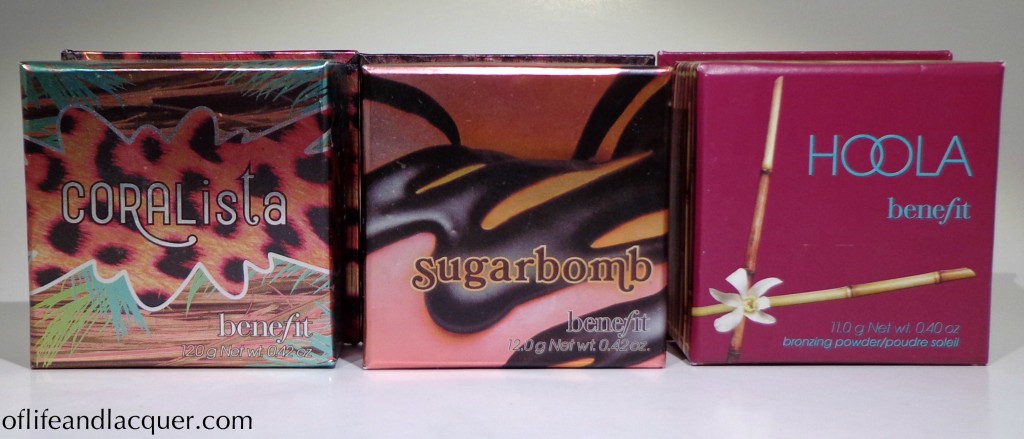 CORALista
benefit
12.0 g Net wt. 0.42 oz.
sugarbomb
benefit
12.0 g Net wt. 0.42 oz.
HOOLA
benefit
11.0 g Net wt. 0.40 oz
bronzing powder/poudre soleil
oflifeandlacquer.com